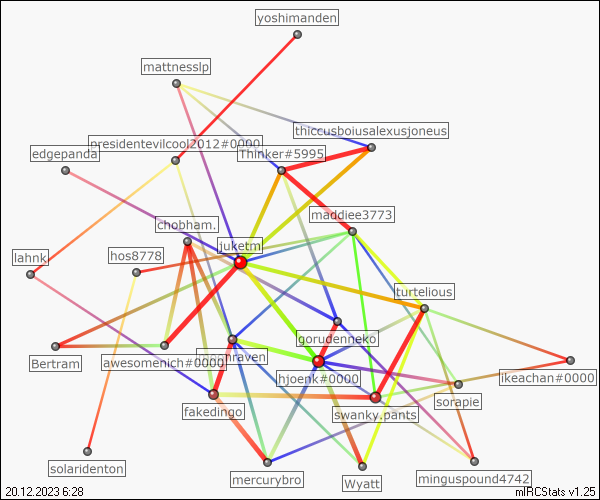 yoshimanden
mattnesslp
thiccusboiusalexusjoneus
presidentevilcool2012#0000
edgepanda
Thinker#5995
maddiee3773
chobham.
juketm
hos8778
lahnk
turtelious
gorudenneko
Bertram
awesomenich#0000
hjoenk#0000
ikeachan#0000
sorapie
fakedingo
swanky.pants
solaridenton
mercurybro
Wyatt
minguspound4742
20.12.2023 6:28
mIRCStats v1.25